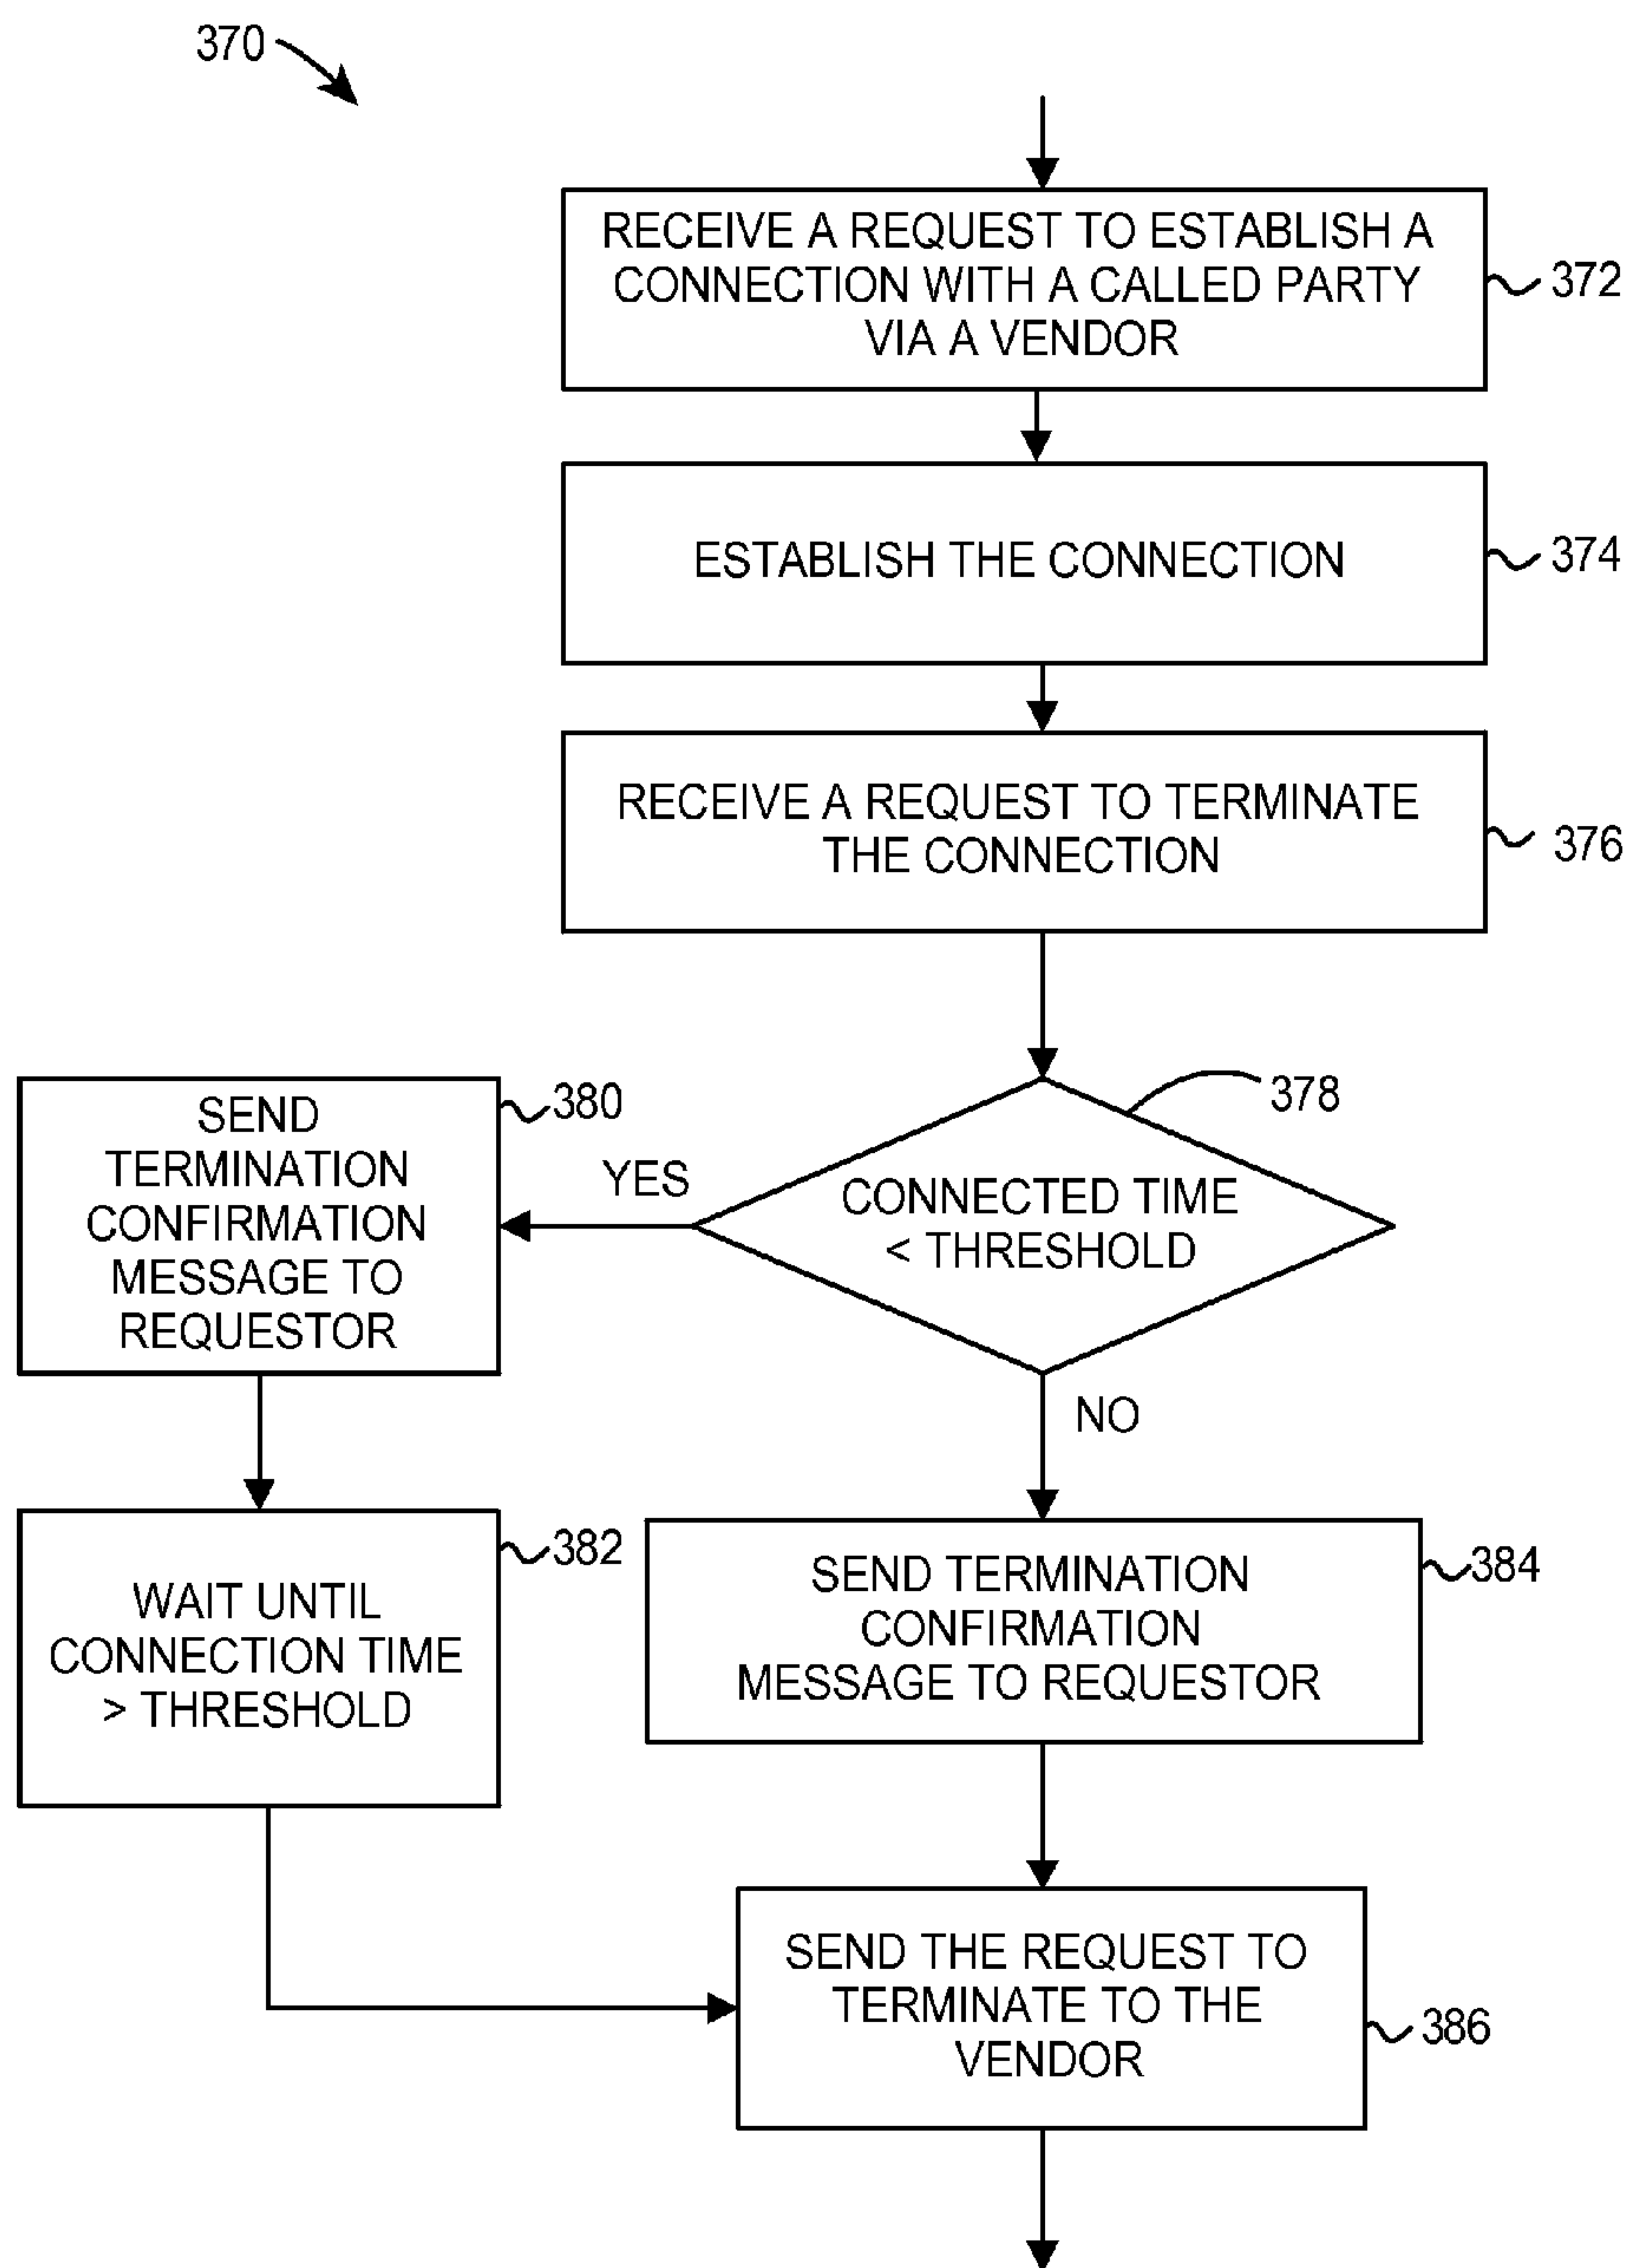 370
RECEIVE A REQUEST TO ESTABLISH A
CONNECTION WITH A CALLED PARTY
VIA A VENDOR
372
ESTABLISH THE CONNECTION
374
RECEIVE A REQUEST TO TERMINATE
THE CONNECTION
376
CONNECTED TIME
< THRESHOLD
378
YES
NO
SEND
TERMINATION
CONFIRMATION
MESSAGE TO
REQUESTOR
380
WAIT UNTIL
CONNECTION TIME
> THRESHOLD
382
SEND TERMINATION
CONFIRMATION
MESSAGE TO REQUESTOR
384
SEND THE REQUEST TO
TERMINATE TO THE
VENDOR
386